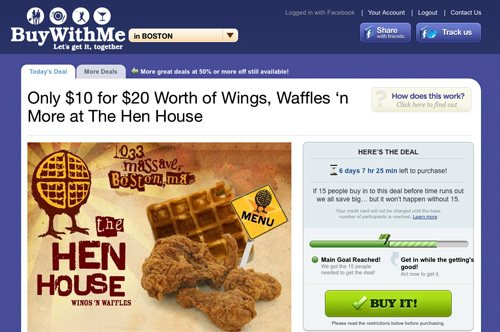 Logged in with Facebook | Your Account | Logout | Contact Us
BuyWithMe
Let's get it, together
in BOSTON
Share
with friends
Track us
Today's Deal
More Deals
More great deals at 50% or more off still available!
Only $10 for $20 Worth of Wings, Waffles 'n
More at The Hen House
How does this work?
Click here to find out
1033
massave,
Boston, ma.
MENU
the
HEN
HOUSE
WINGS 'N WAFFLES
HERE'S THE DEAL
6 days 7 hr 25 min left to purchase!
If 15 people buy in to this deal before time runs out
we all save big... but it won't happen without 15.
Your credit card will not be charged until the base
number of participants is reached. Learn more
Main Goal Reached!
We got the 15 people
needed to get the deal!
Get in while the getting's
good!
Act now to get it.
BUY IT!
Please read the restrictions below before purchasing.